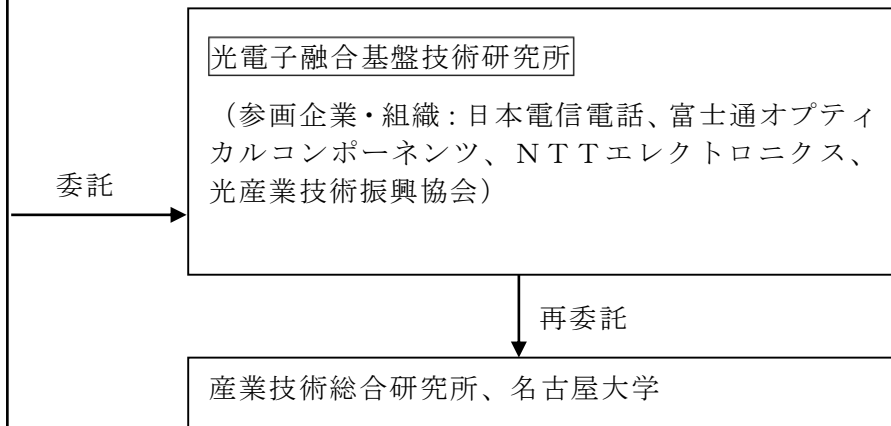 光電子融合基盤技術研究所
（参画企業・組織：日本電信電話、富士通オプティ
カルコンポーネンツ、ＮＴＴエレクトロニクス、
光産業技術振興協会）
委託
再委託
産業技術総合研究所、名古屋大学